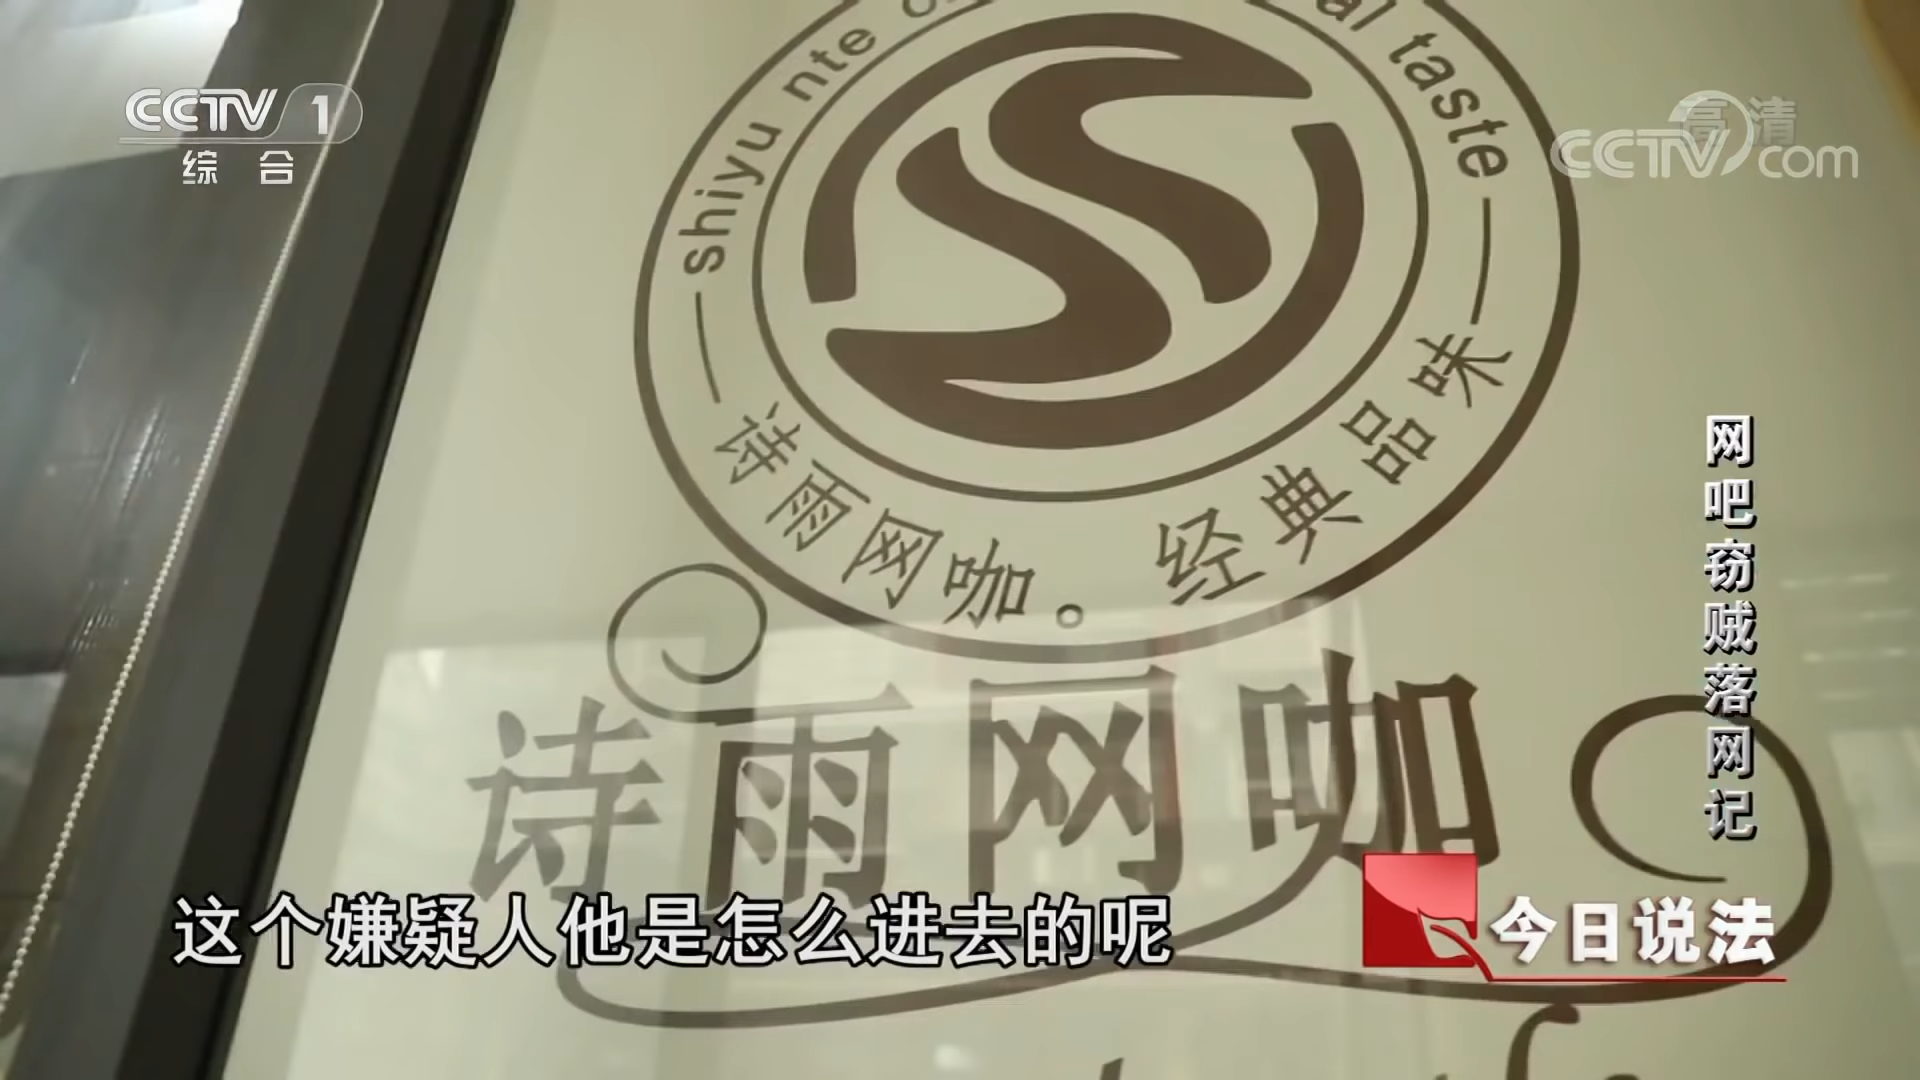 CCTV 1
综合
高清
CCTV.com
shiyu nte
al taste
诗雨网咖。经典品味
诗雨网咖
网吧窃贼落网记
这个嫌疑人他是怎么进去的呢
今日说法